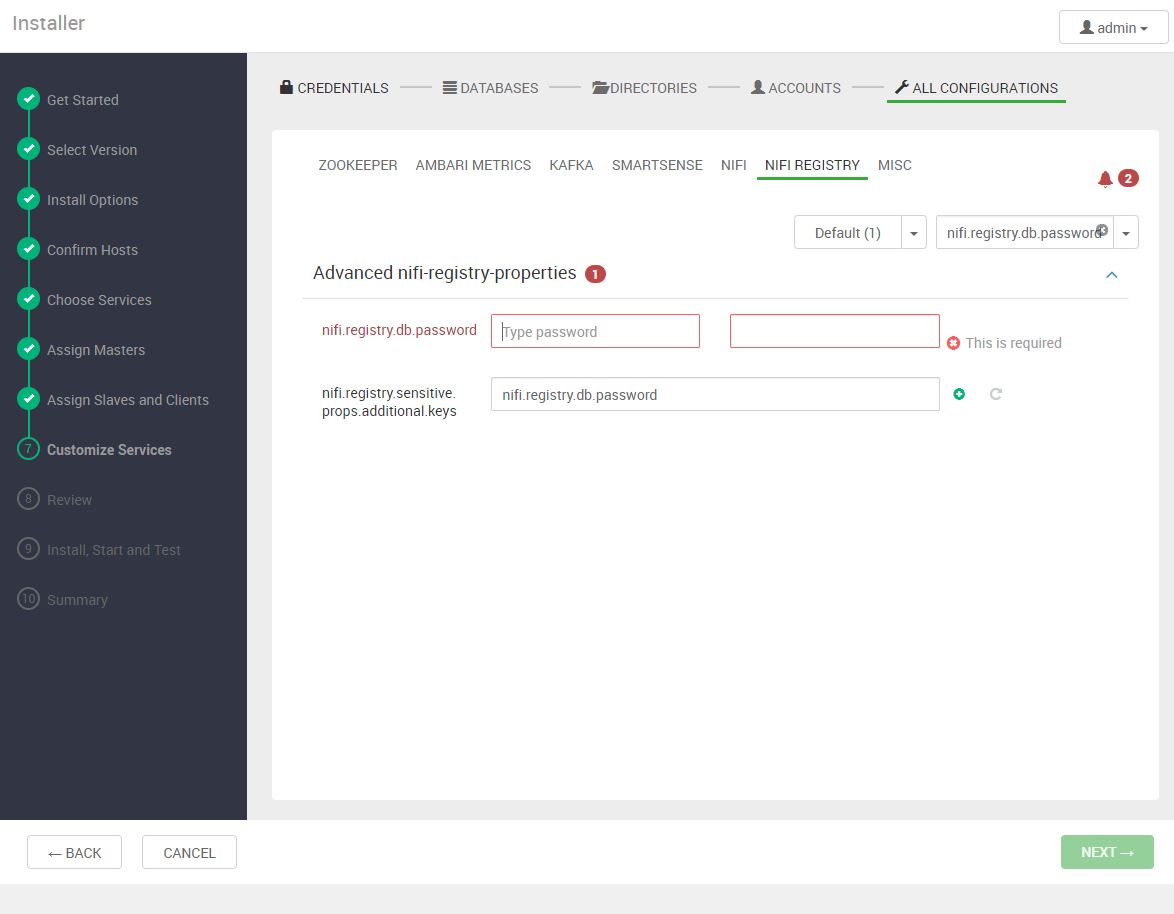 Installer
admin
Get Started
Select Version
Install Options
Confirm Hosts
Choose Services
Assign Masters
Assign Slaves and Clients
7 Customize Services
8 Review
9 Install, Start and Test
10 Summary
CREDENTIALS DATABASES DIRECTORIES ACCOUNTS ALL CONFIGURATIONS
ZOOKEEPER AMBARI METRICS KAFKA SMARTSENSE NIFI NIFI REGISTRY MISC
2
Default (1) nifi.registry.db.password
Advanced nifi-registry-properties 1
nifi.registry.db.password Type password This is required
nifi.registry.sensitive.
props.additional.keys
nifi.registry.db.password
← BACK CANCEL NEXT →